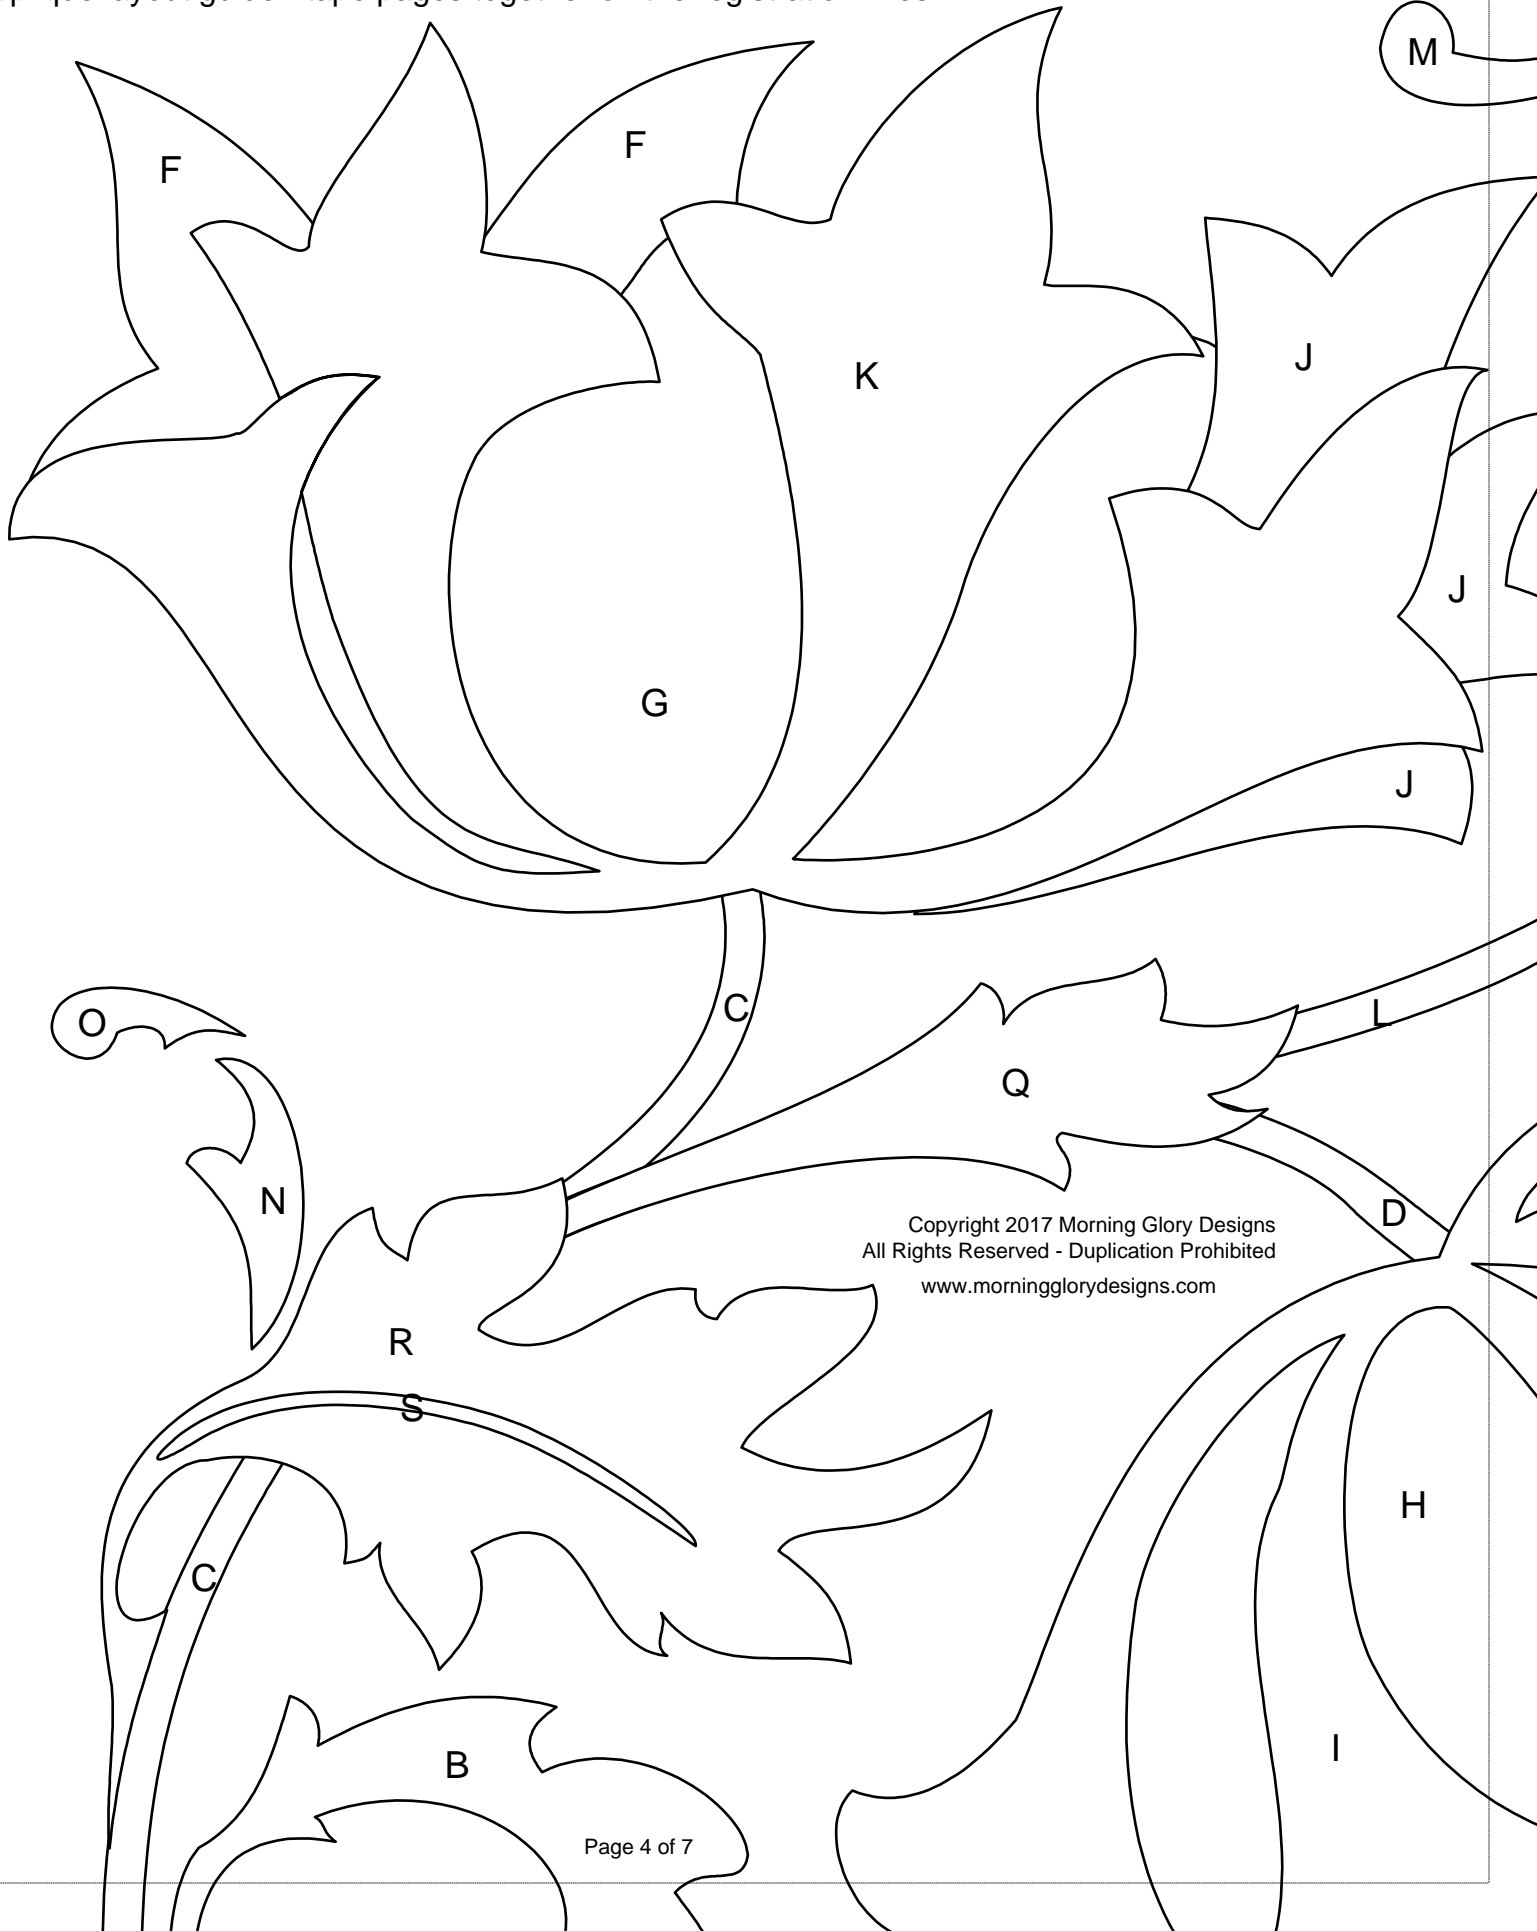 M
F
F
J
K
J
G
J
C
L
O
Q
N
D
Copyright 2017 Morning Glory Designs
All Rights Reserved - Duplication Prohibited
www.morningglorydesigns.com
R
S
H
C
I
B
Page 4 of 7